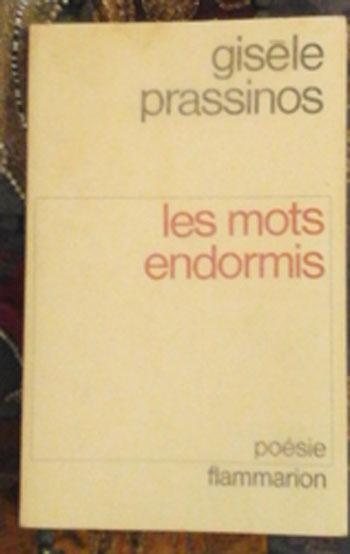 gisèle
prassinos
les mots
endormis
poésie
flammarion